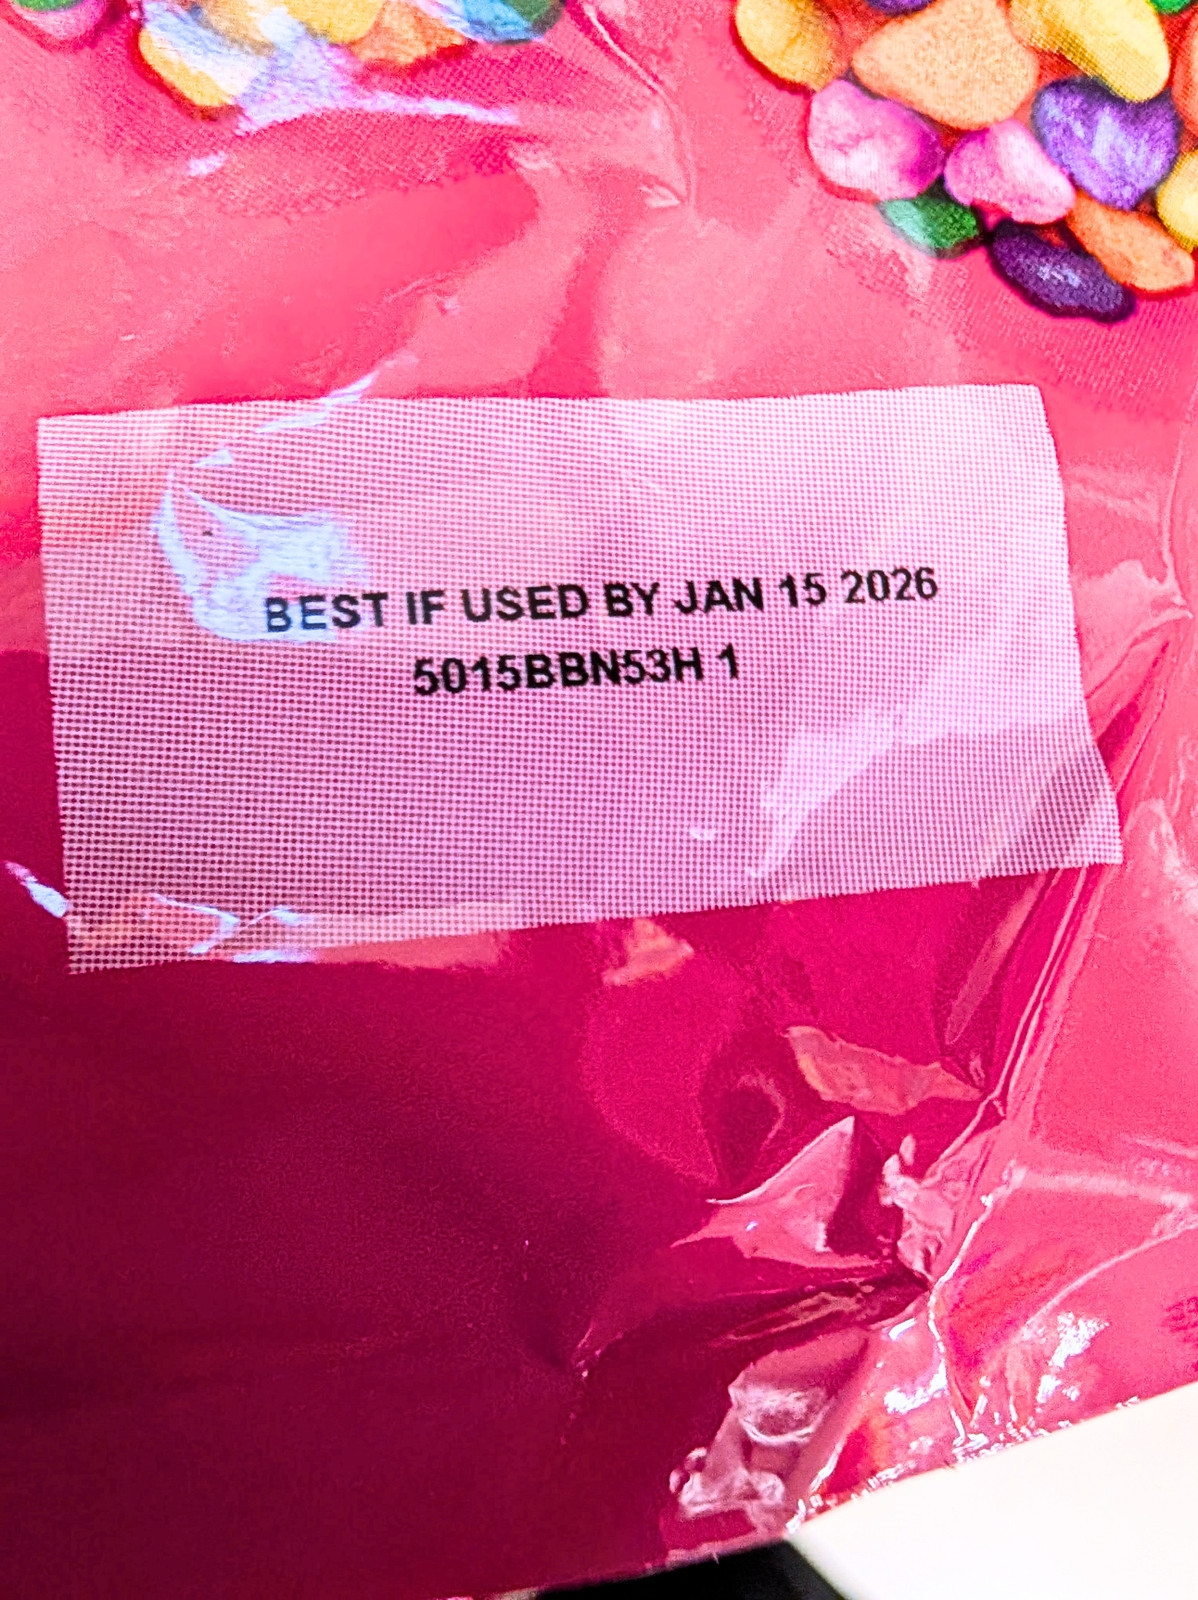 BEST IF USED BY JAN 15 2026
5015BBN53H 1